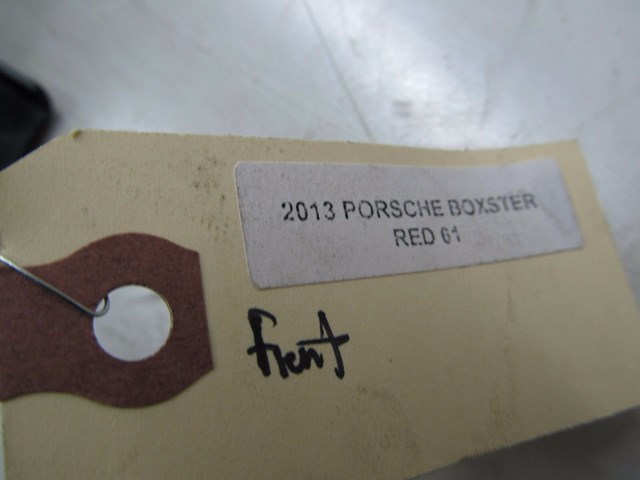 2013 PORSCHE BOXSTER
RED 61
Front